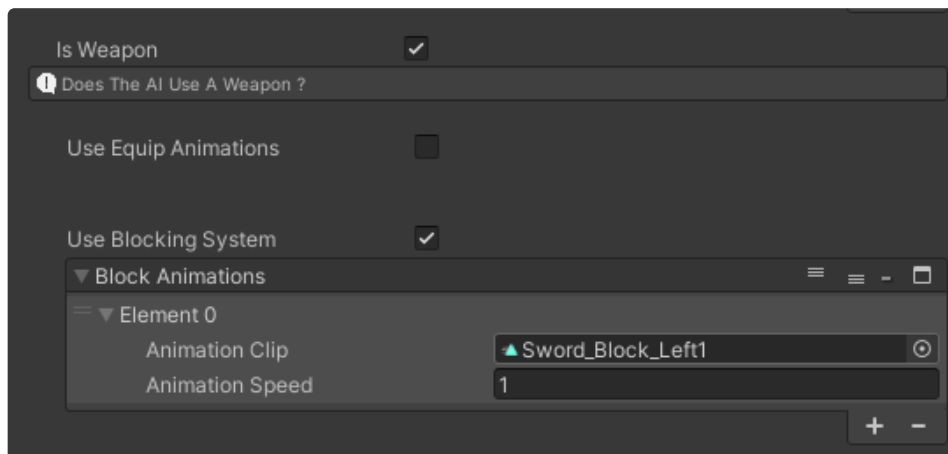 Is Weapon
Does The AI Use A Weapon ?
Use Equip Animations
Use Blocking System
Block Animations
Element 0
Animation Clip Sword_Block_Left1
Animation Speed 1